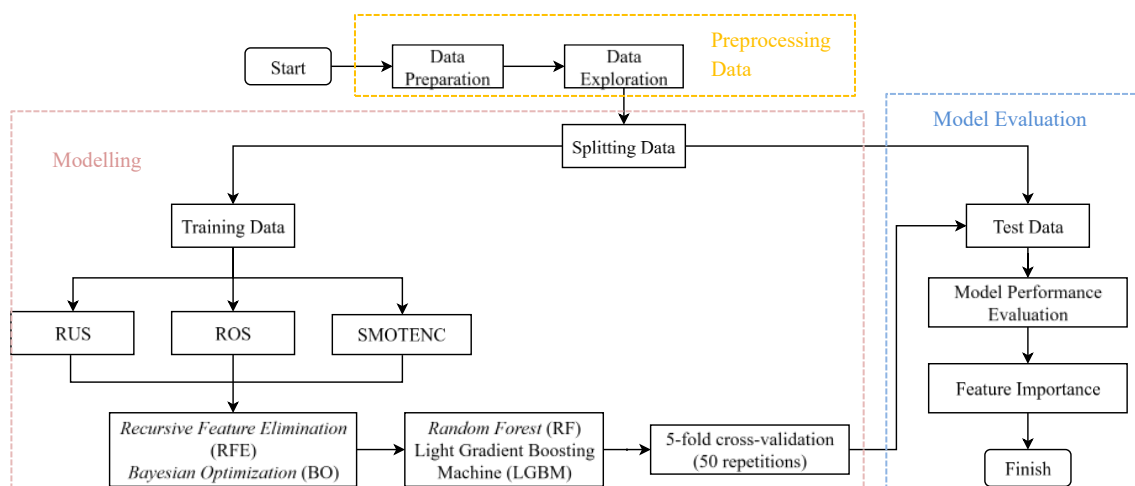 Preprocessing
Data
Start
Data
Preparation
Data
Exploration
Model Evaluation
Modelling
Splitting Data
Training Data
Test Data
RUS
ROS
SMOTENC
Model Performance
Evaluation
Feature Importance
Recursive Feature Elimination
(RFE)
Bayesian Optimization (BO)
Random Forest (RF)
Light Gradient Boosting
Machine (LGBM)
5-fold cross-validation
(50 repetitions)
Finish